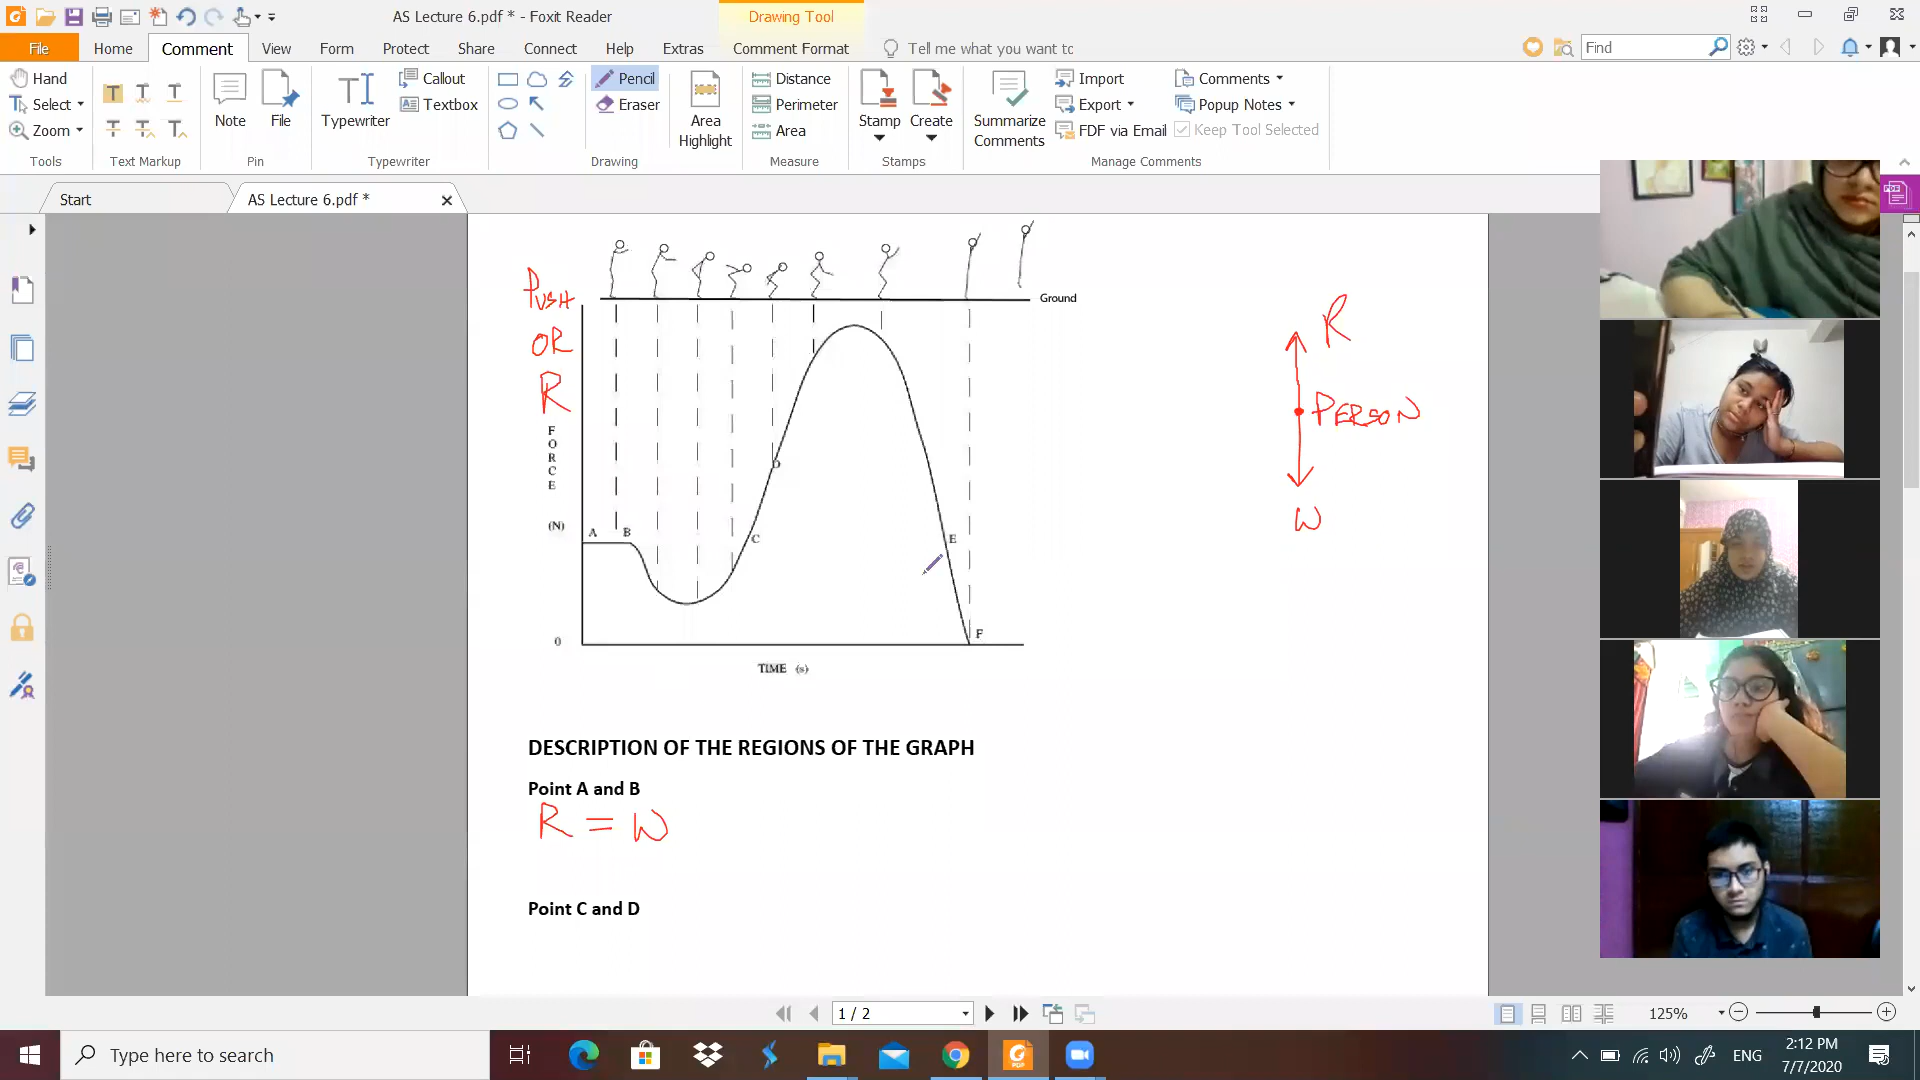 AS Lecture 6.pdf * - Foxit Reader
Drawing Tool
File
Home
Comment
View
Form
Protect
Share
Connect
Help
Extras
Comment Format
Tell me what you want to
Find
Hand
Select
Zoom
Tools
Text Markup
Note
File
Pin
Typewriter
Callout
Textbox
Typewriter
Pencil
Eraser
Drawing
Area
Highlight
Distance
Perimeter
Area
Measure
Stamp
Create
Stamps
Summarize
Comments
Import
Export
FDF via Email
Comments
Popup Notes
Keep Tool Selected
Manage Comments
Start
AS Lecture 6.pdf *
Ground
PUSH
OR
R
FORCE
(N)
A
B
C
D
E
F
0
TIME (s)
R
PERSON
W
DESCRIPTION OF THE REGIONS OF THE GRAPH
Point A and B
R = W
Point C and D
1 / 2
125%
Type here to search
ENG
2:12 PM
7/7/2020